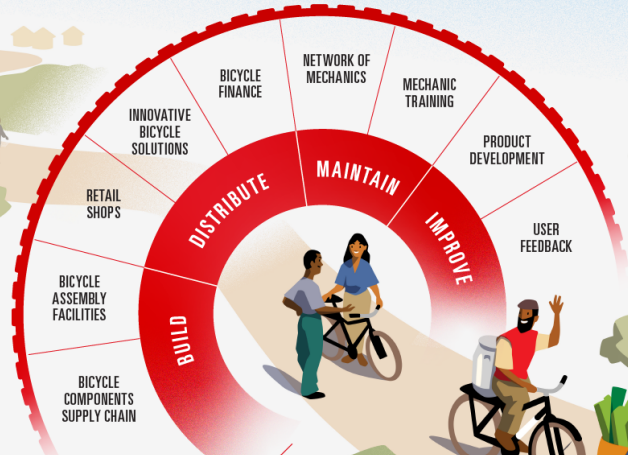 BUILD
BICYCLE
COMPONENTS
SUPPLY CHAIN
BICYCLE
ASSEMBLY
FACILITIES
DISTRIBUTE
RETAIL
SHOPS
INNOVATIVE
BICYCLE
SOLUTIONS
BICYCLE
FINANCE
MAINTAIN
NETWORK OF
MECHANICS
MECHANIC
TRAINING
IMPROVE
PRODUCT
DEVELOPMENT
USER
FEEDBACK